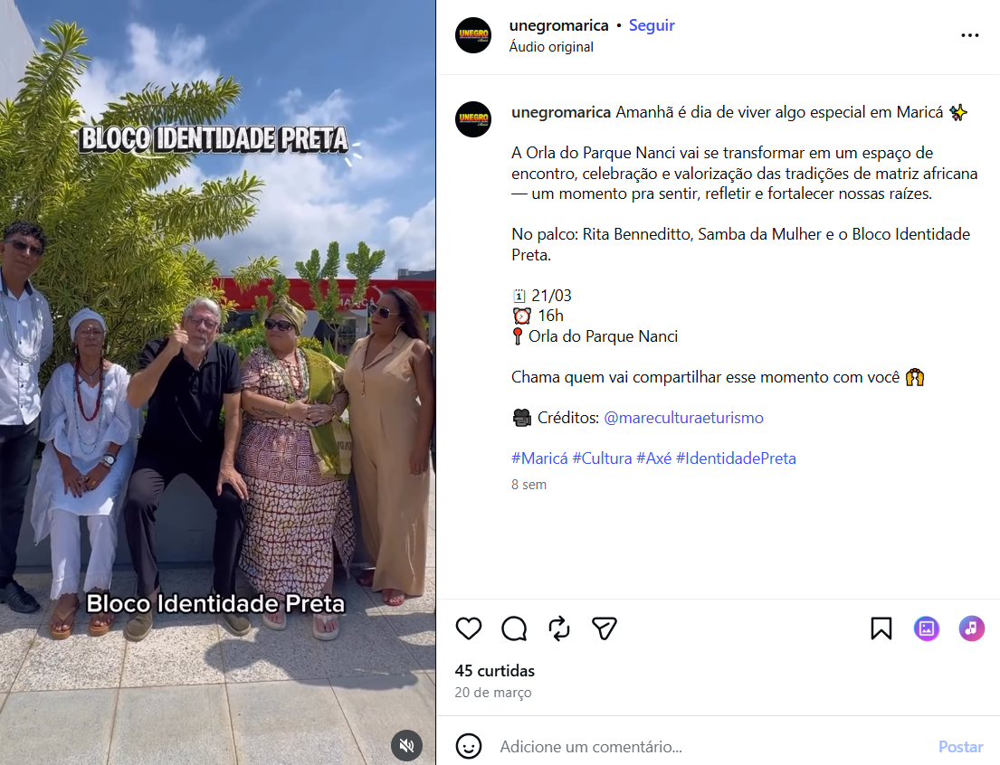 BLOCO IDENTIDADE PRETA
MARICÁ
Bloco Identidade Preta
UNEGRO
unegromarica • Seguir
Áudio original
UNEGRO
unegromarica Amanhã é dia de viver algo especial em Maricá ✨
A Orla do Parque Nanci vai se transformar em um espaço de
encontro, celebração e valorização das tradições de matriz africana
— um momento pra sentir, refletir e fortalecer nossas raízes.
No palco: Rita Benneditto, Samba da Mulher e o Bloco Identidade
Preta.
🗓 21/03
⏰ 16h
📍 Orla do Parque Nanci
Chama quem vai compartilhar esse momento com você 🙌
🎥 Créditos: @mareculturaeturismo
#Maricá #Cultura #Axé #IdentidadePreta
8 sem
45 curtidas
20 de março
Adicione um comentário...
Postar